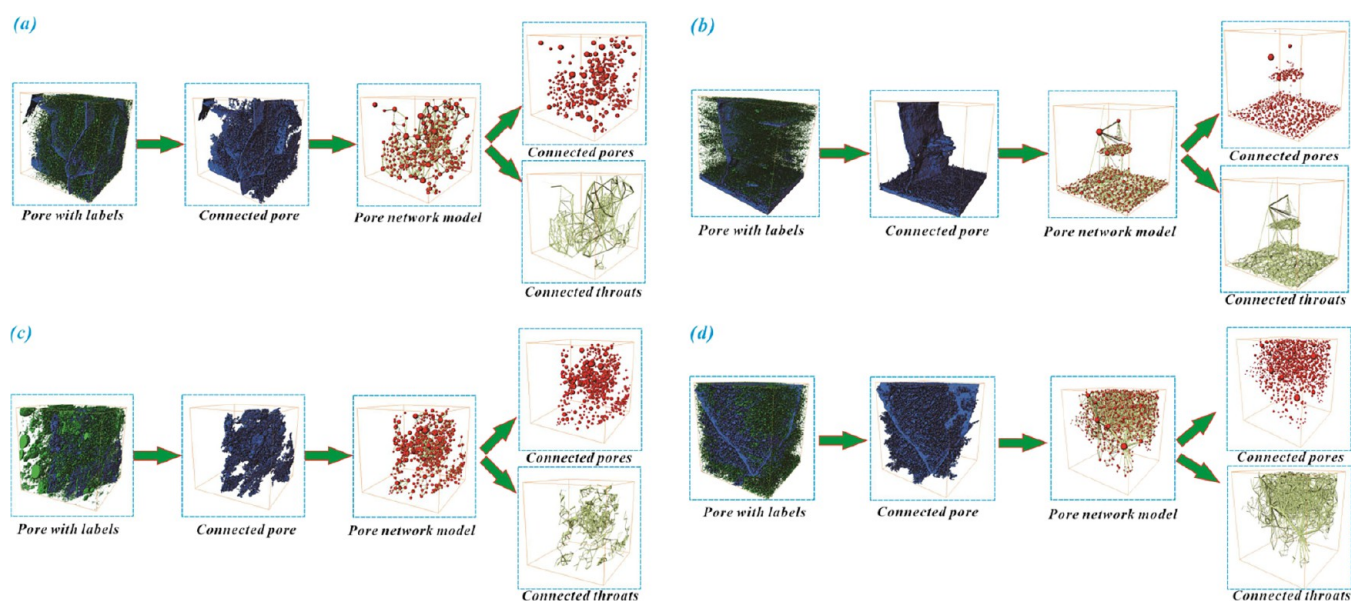 (a)
Pore with labels
Connected pore
Pore network model
Connected pores
Connected throats
(b)
Pore with labels
Connected pore
Pore network model
Connected pores
Connected throats
(c)
Pore with labels
Connected pore
Pore network model
Connected pores
Connected throats
(d)
Pore with labels
Connected pore
Pore network model
Connected pores
Connected throats